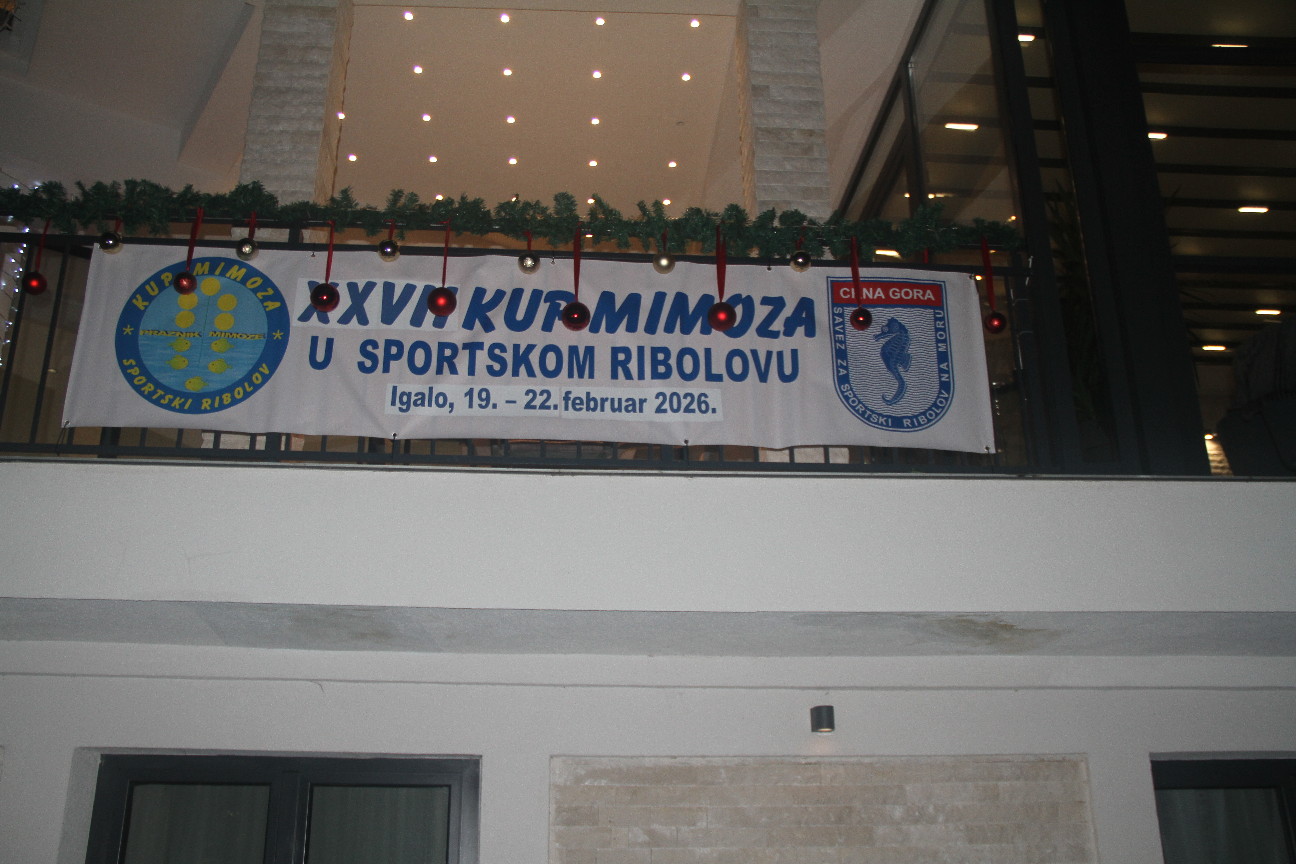 KUP MIMOZA
PRAZNIK MIMOZE
SPORTSKI RIBOLOV
XXVII KUP MIMOZA
U SPORTSKOM RIBOLOVU
Igalo, 19. – 22. februar 2026.
CRNA GORA
SAVEZ ZA SPORTSKI RIBOLOV NA MORU